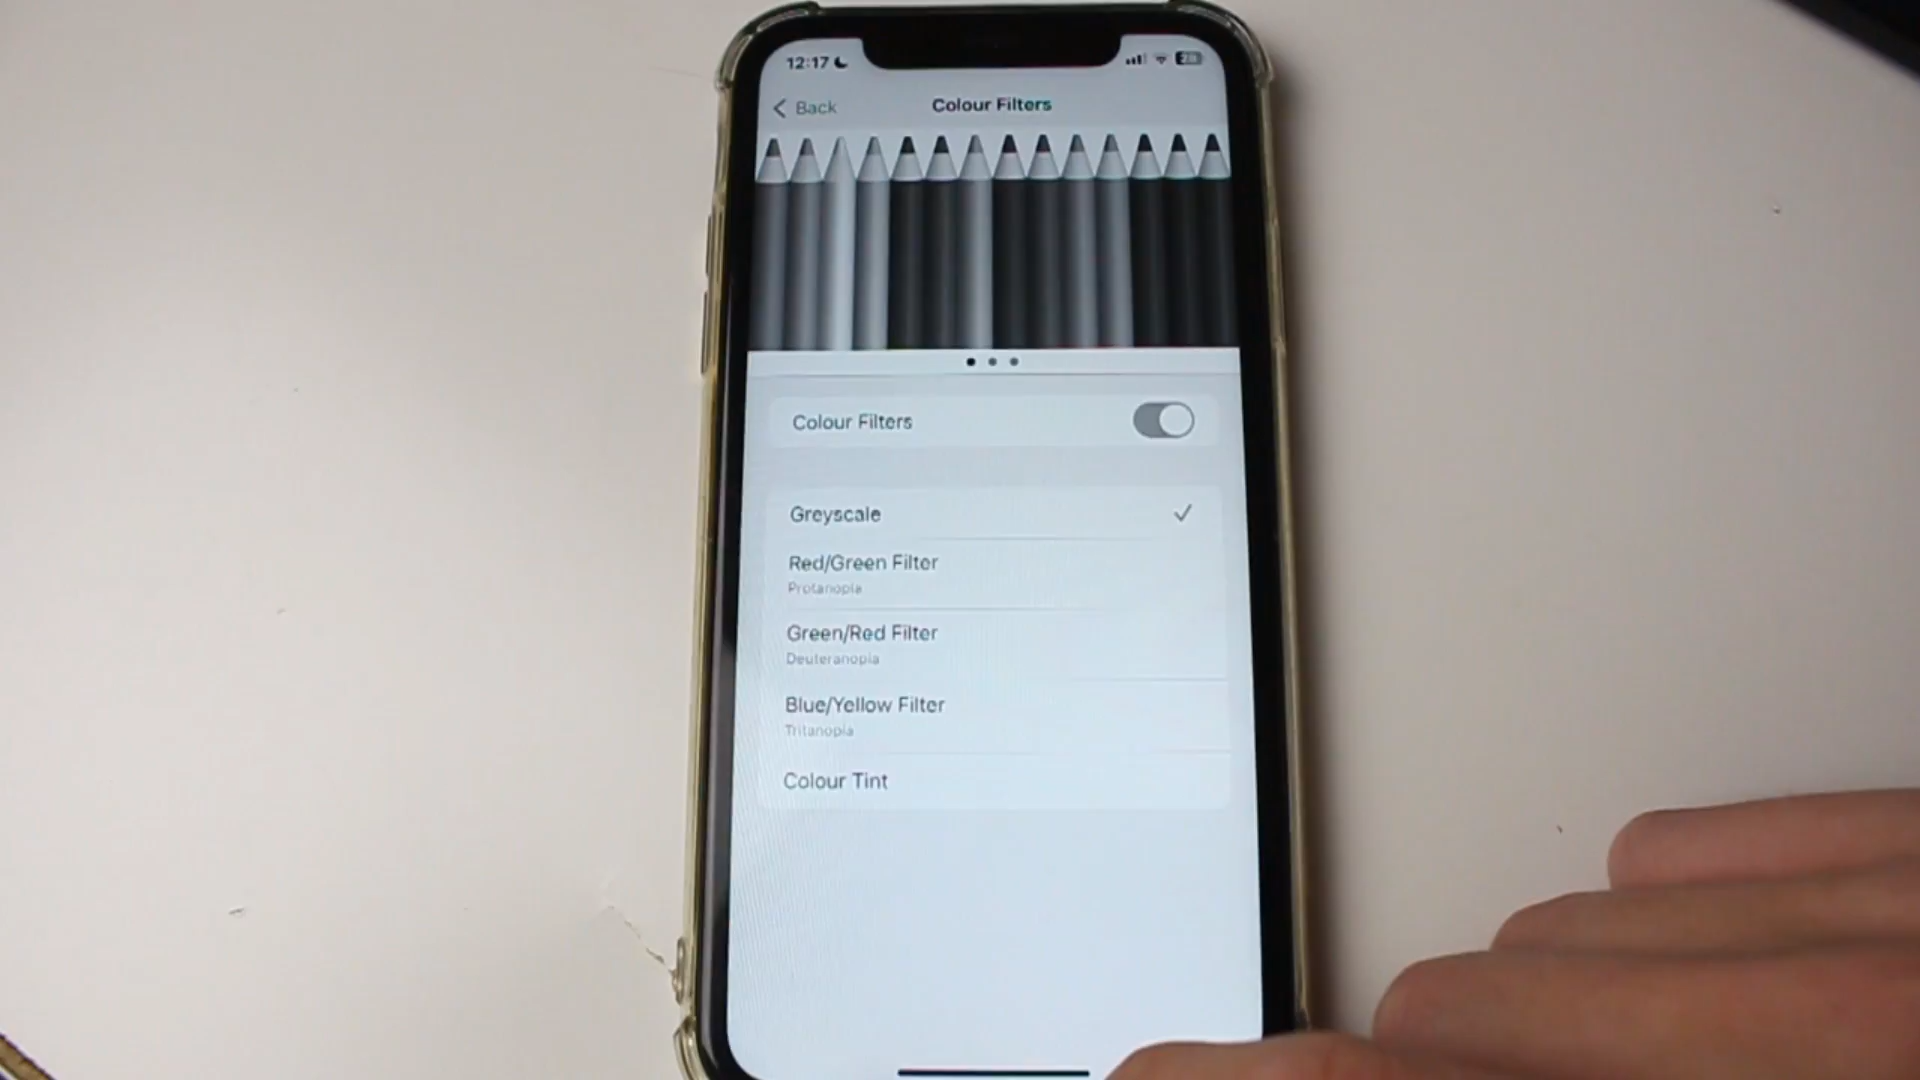 12:17
Back
Colour Filters
Colour Filters
Greyscale
Red/Green Filter
Protanopia
Green/Red Filter
Deuteranopia
Blue/Yellow Filter
Tritanopia
Colour Tint